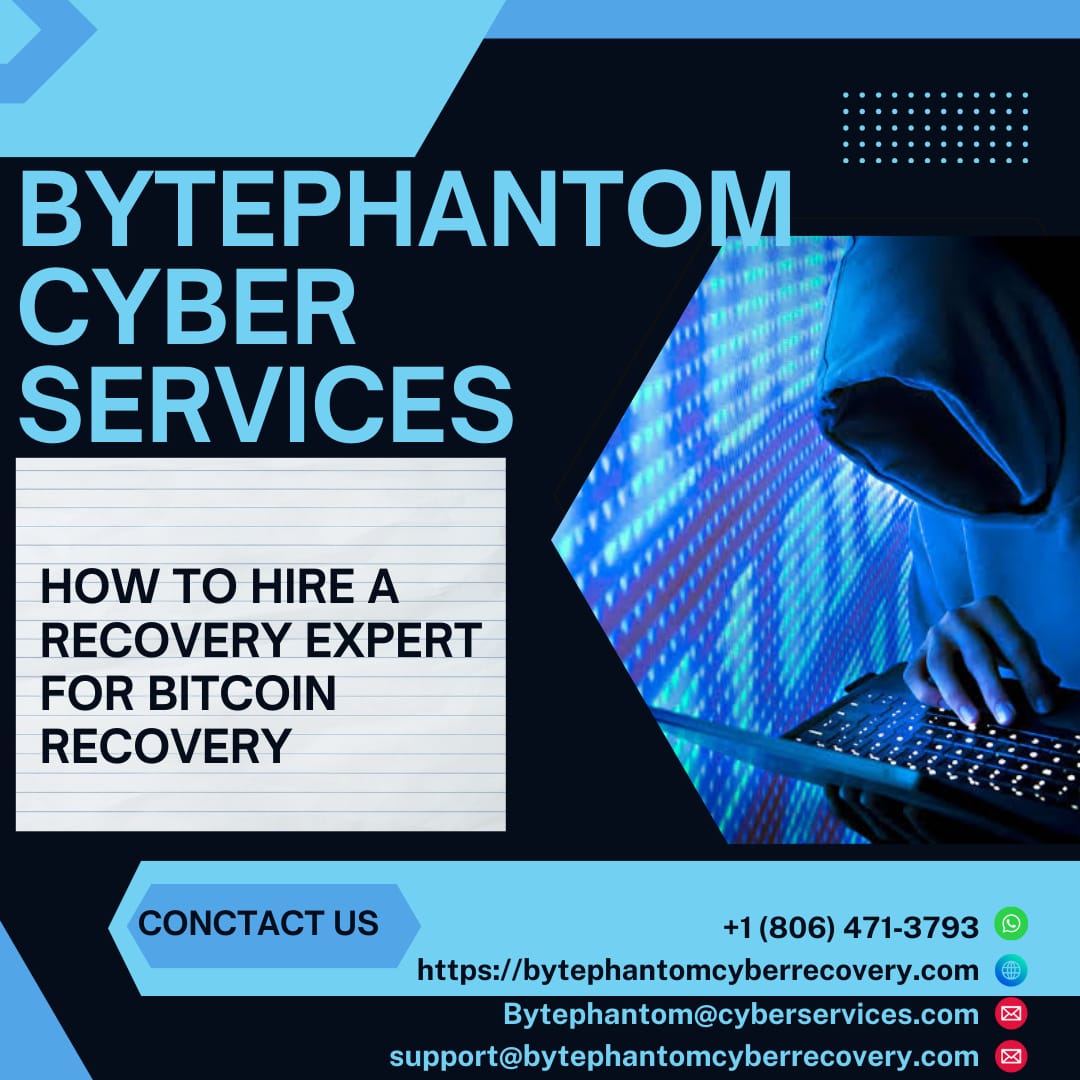 BYTEPHANTOM
CYBER
SERVICES
HOW TO HIRE A
RECOVERY EXPERT
FOR BITCOIN
RECOVERY
CONCTACT US
+1 (806) 471-3793
https://bytephantomcyberrecovery.com
Bytephantom@cyberservices.com
support@bytephantomcyberrecovery.com